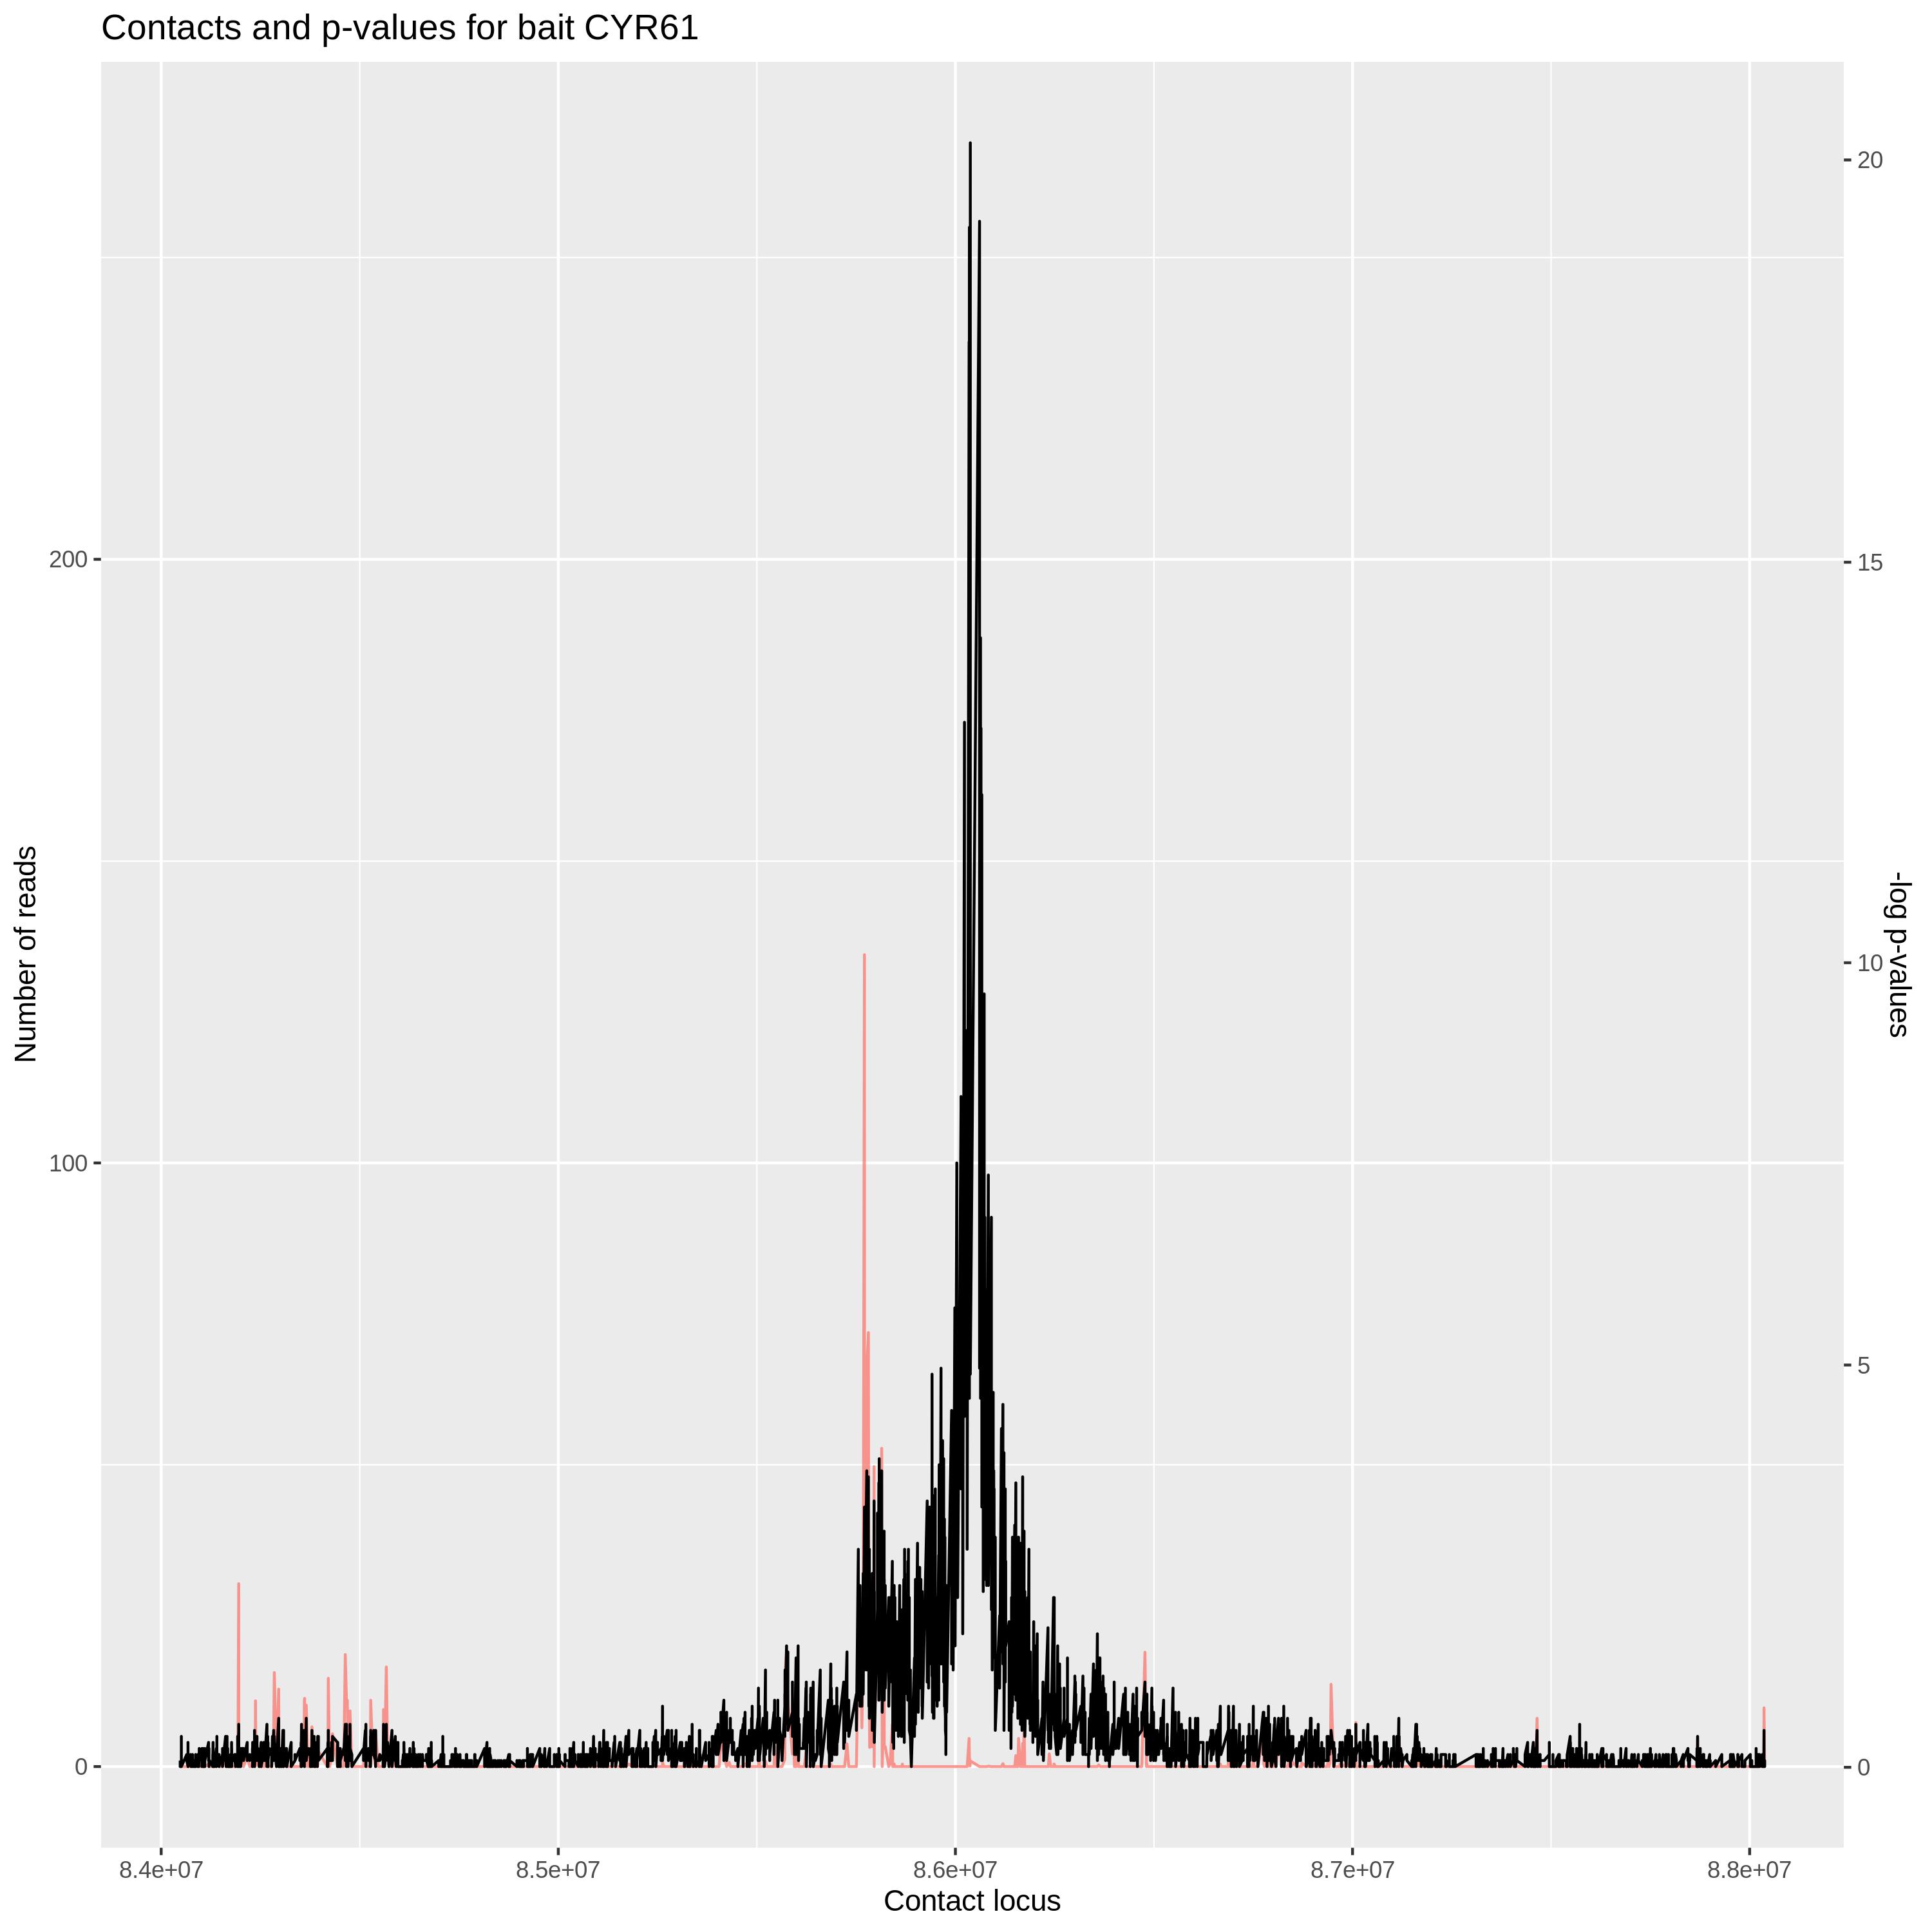 Contacts and p-values for bait CYR61
Number of reads
200
100
0
20
15
10
5
0
-log p-values
8.4e+07 8.5e+07 8.6e+07 8.7e+07 8.8e+07
Contact locus